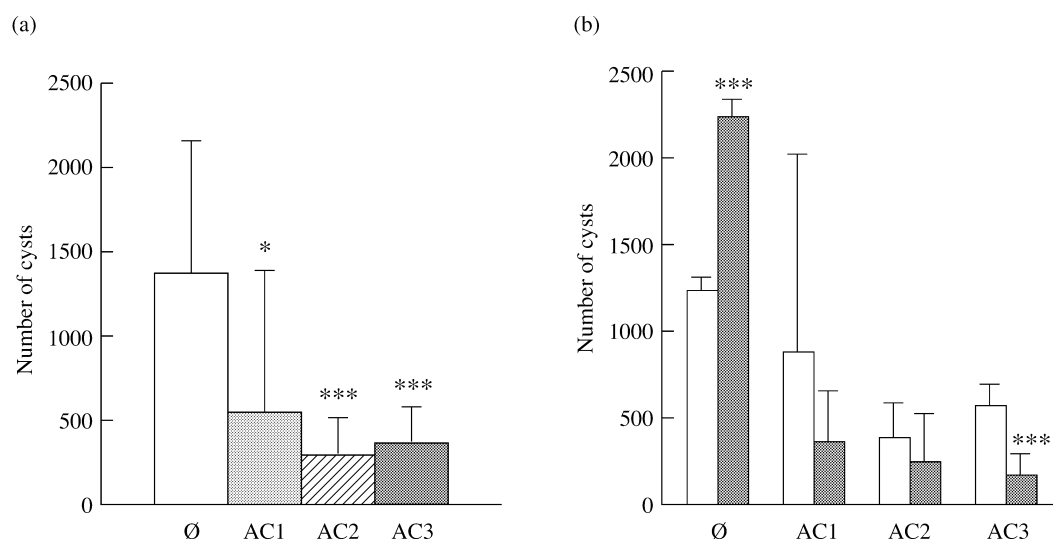 (a)
Number of cysts
2500
2000
1500
1000
500
0
*
***
***
Ø AC1 AC2 AC3
(b)
Number of cysts
2500
2000
1500
1000
500
0
***
***
Ø AC1 AC2 AC3